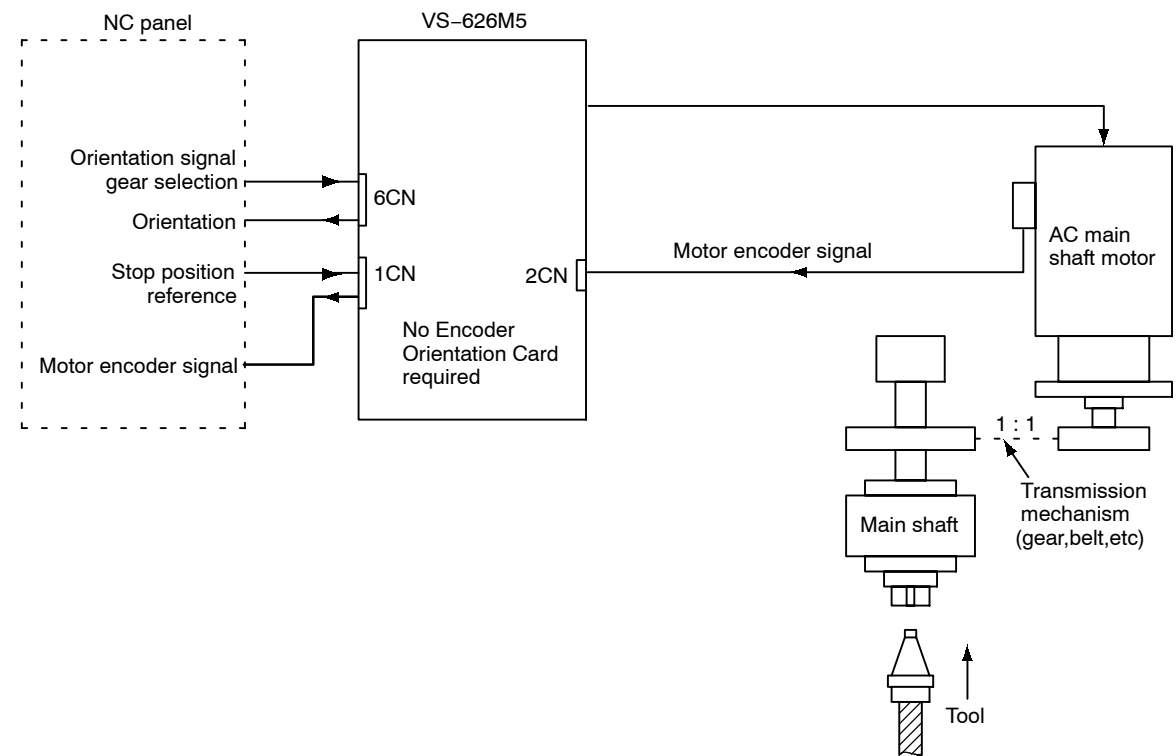 NC panel
VS−626M5
Orientation signal
gear selection
Orientation
6CN
Stop position
reference
1CN
Motor encoder signal
No Encoder
Orientation Card
required
2CN
Motor encoder signal
AC main
shaft motor
1 : 1
Transmission
mechanism
(gear,belt,etc)
Main shaft
Tool